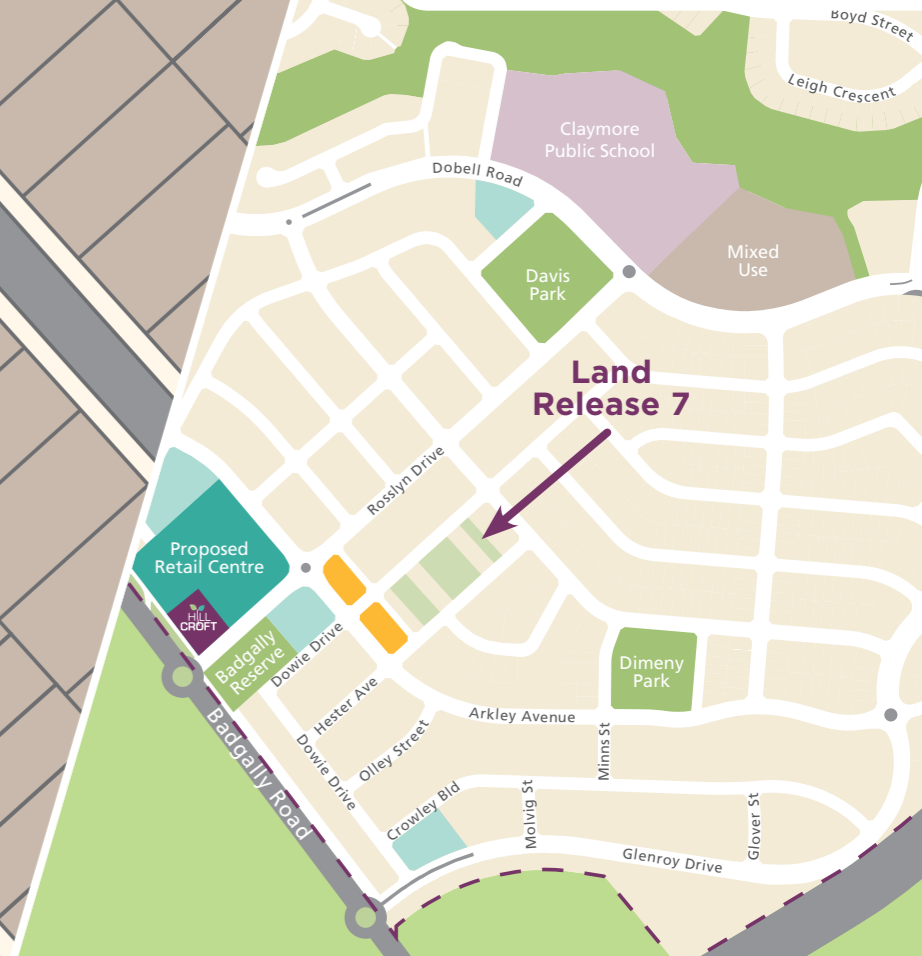 Boyd Street
Leigh Crescent
Claymore
Public School
Dobell Road
Mixed
Use
Davis
Park
Land
Release 7
Rosslyn Drive
Proposed
Retail Centre
HILL
CROFT
Badgally
Reserve
Dowie Drive
Dimeny
Park
Hester Ave
Arkley Avenue
Badgally Road
Dowie Drive
Olley Street
Minns St
Crowley Bld
Molvig St
Glover St
Glenroy Drive